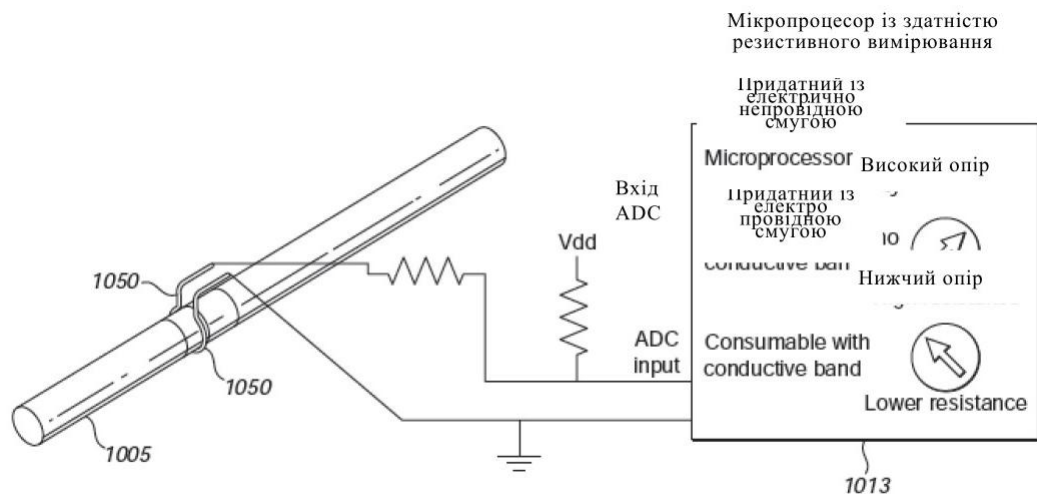 Мікропроцесор із здатністю
резистивного вимірювання
Придатний із
електрично
непровідною
смугою
Microprocessor
Високий опір
Вхід
ADC
Придатний із
електро
провідною
смугою
Vdd
conductive ban
Нижчий опір
1050
ADC
input
Consumable with
conductive band
1050
Lower resistance
1005
1013